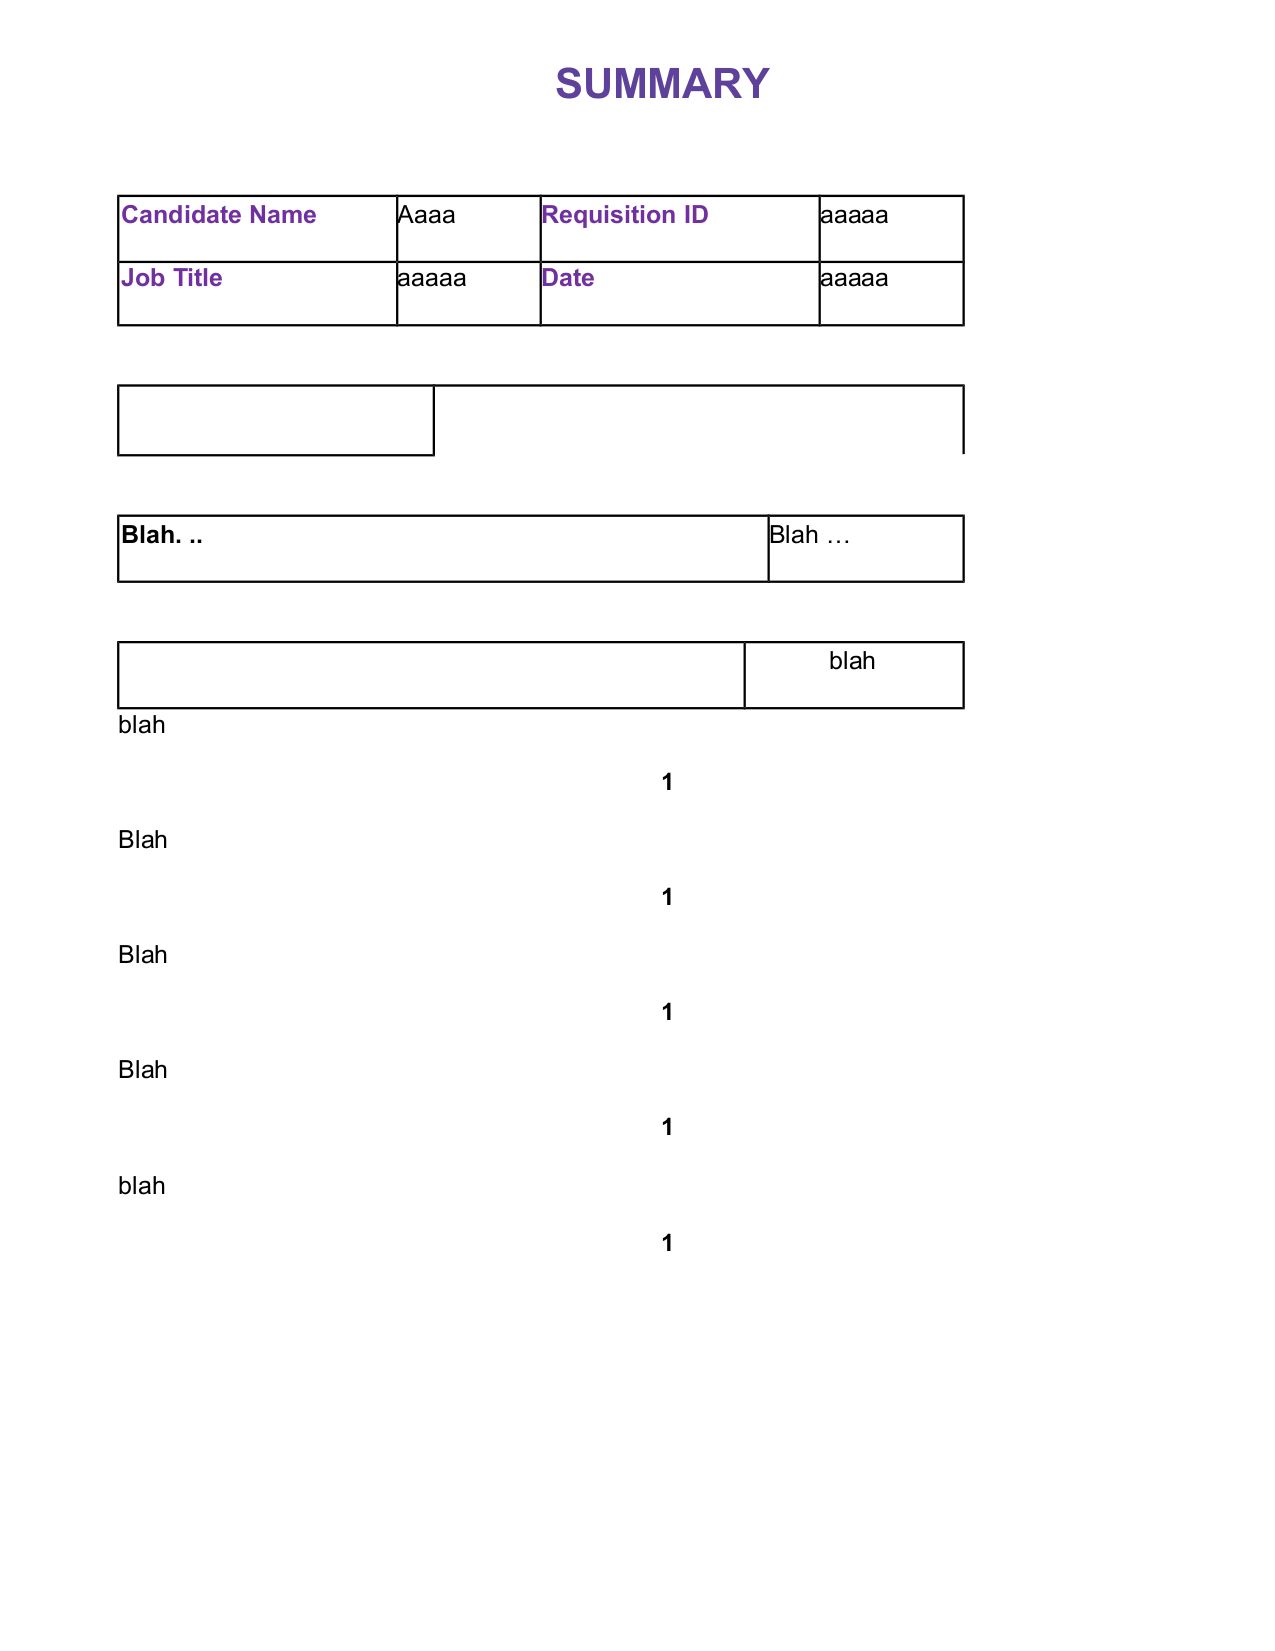 SUMMARY
Candidate Name Aaaa Requisition ID aaaaa
Job Title aaaaa Date aaaaa
Blah. .. Blah …
blah
blah
1
Blah
1
Blah
1
Blah
1
blah
1